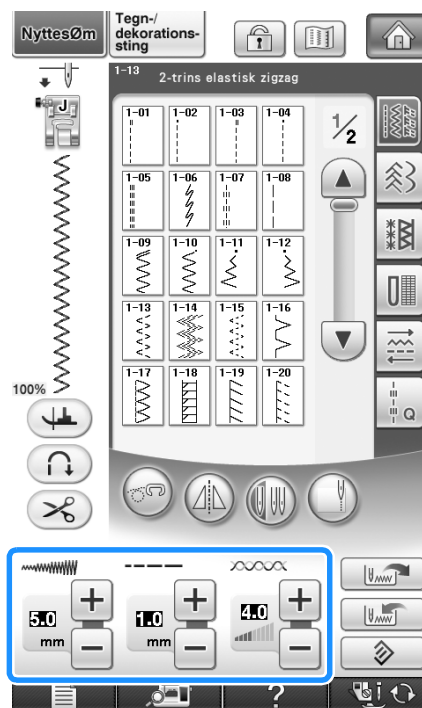 NyttesØm
Tegn-/
dekorations-
sting
1-13
2-trins elastisk zigzag
J
1-01 1-02 1-03 1-04
1/2
1-05 1-06 1-07 1-08
1-09 1-10 1-11 1-12
1-13 1-14 1-15 1-16
1-17 1-18 1-19 1-20
100%
Q
5.0 + 1.0 + 4.0 +
mm − mm − −
?